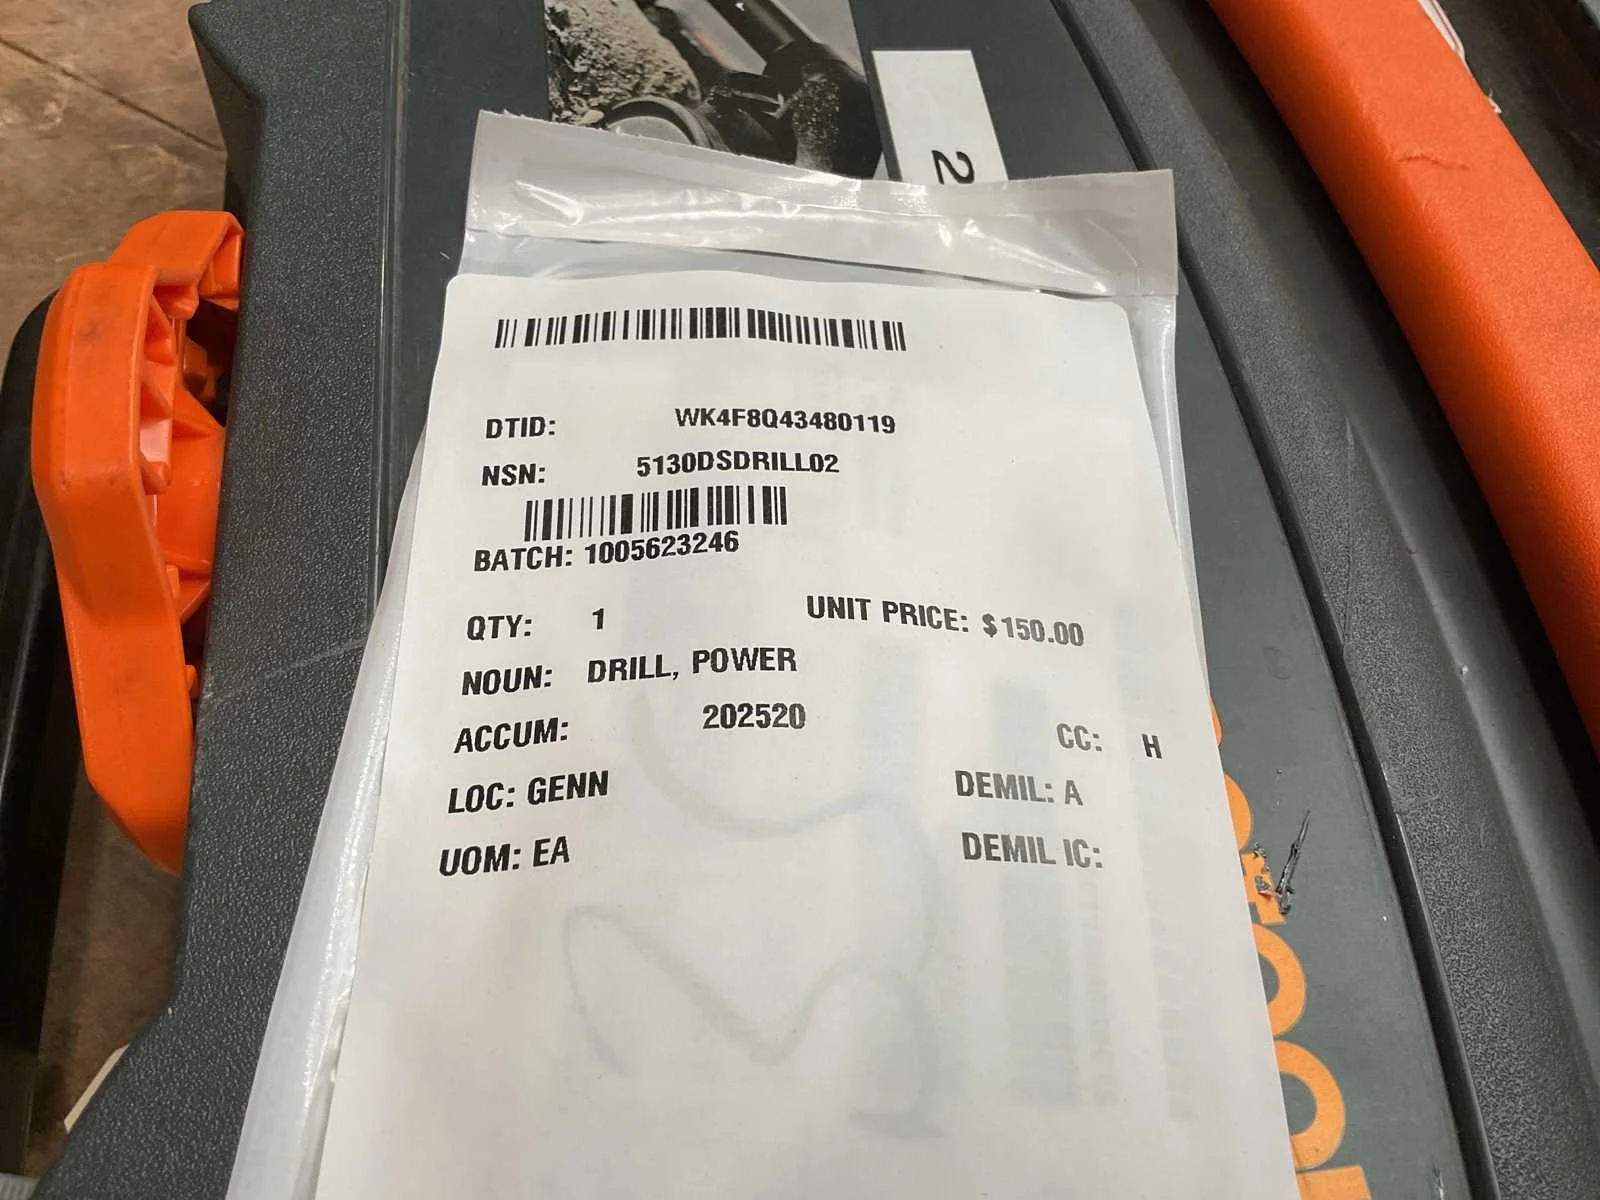 2
DTID: WK4F8Q43480119
NSN: 5130DSDRILL02
BATCH: 1005623246
QTY: 1 UNIT PRICE: $150.00
NOUN: DRILL, POWER
ACCUM: 202520 CC: H
LOC: GENN DEMIL: A
UOM: EA DEMIL IC: